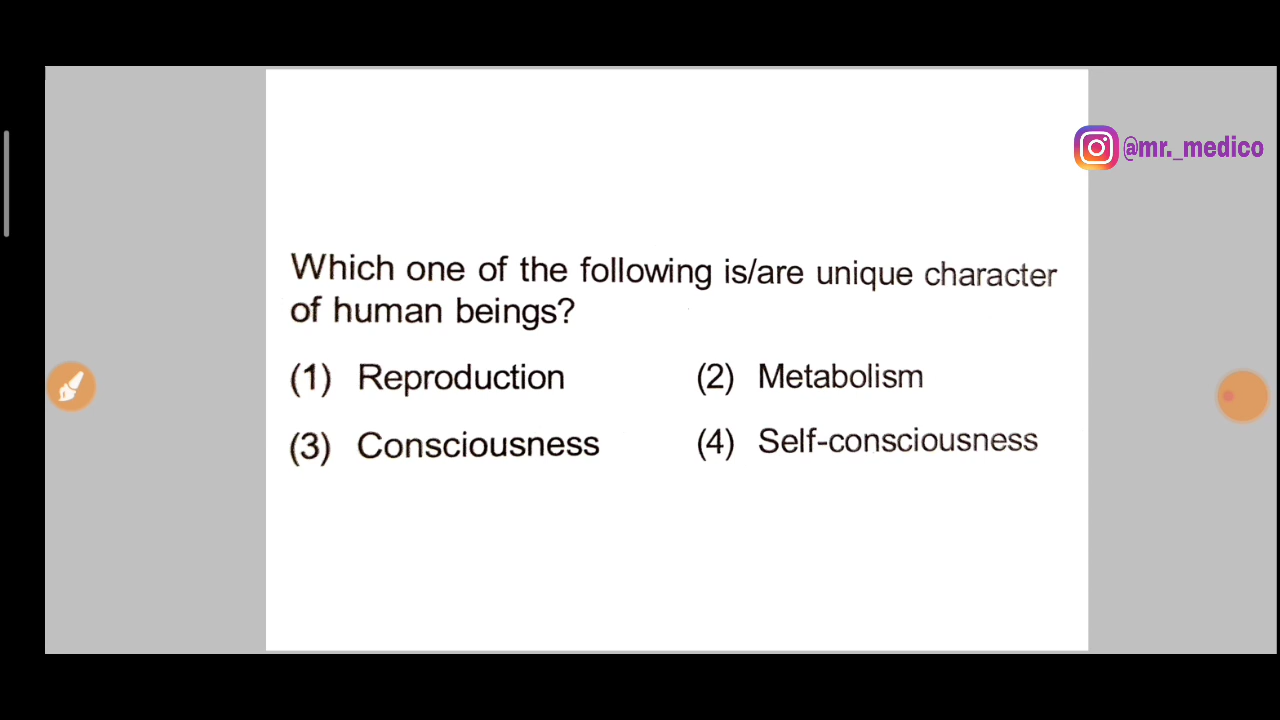 @mr._medico
Which one of the following is/are unique character
of human beings?
(1) Reproduction (2) Metabolism
(3) Consciousness (4) Self-consciousness